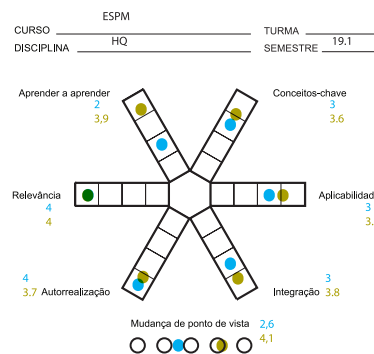 ESPM
CURSO
TURMA
HQ
19.1
DISCIPLINA
SEMESTRE
Aprender a aprender
2
3,9
Conceitos-chave
3
3.6
Relevância
4
4
Aplicabilidad
3
3.
4
3.7 Autorrealização
3
Integração 3.8
Mudança de ponto de vista 2,6
4,1